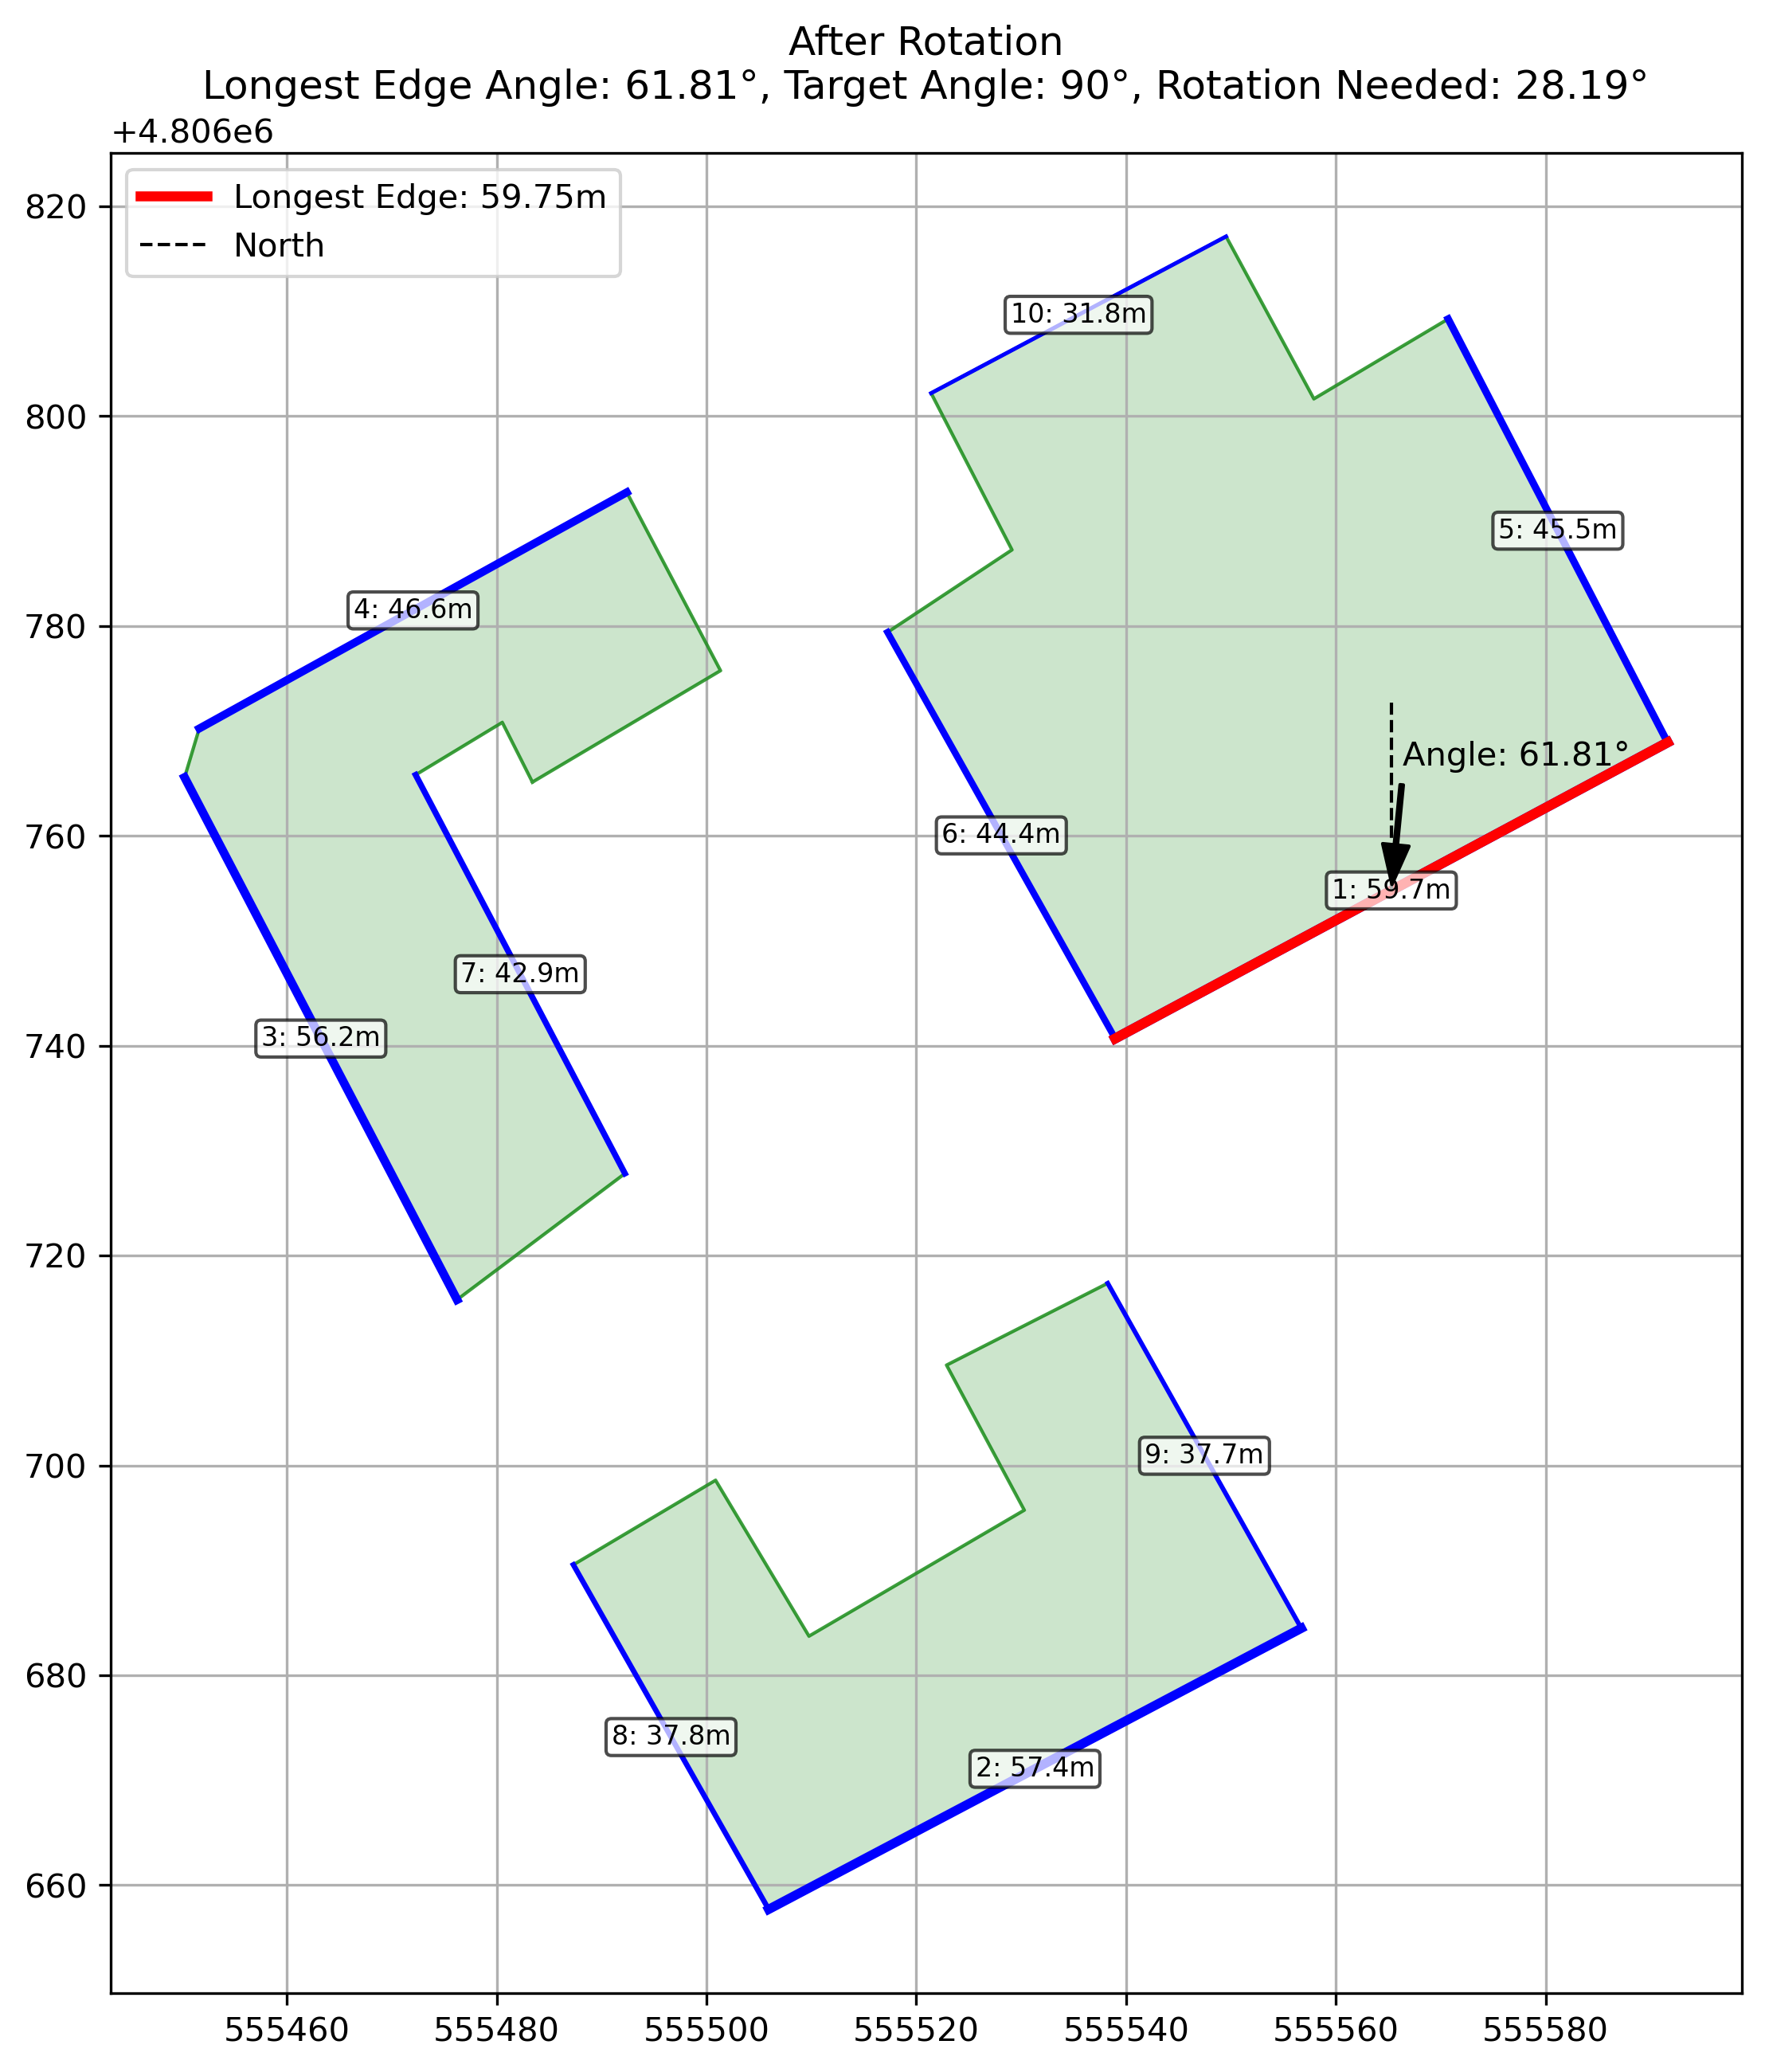 After Rotation
Longest Edge Angle: 61.81°, Target Angle: 90°, Rotation Needed: 28.19°
+4.806e6
Longest Edge: 59.75m
North
820
800
780
760
740
720
700
680
660
10: 31.8m
5: 45.5m
4: 46.6m
Angle: 61.81°
6: 44.4m
1: 59.7m
7: 42.9m
3: 56.2m
9: 37.7m
8: 37.8m
2: 57.4m
555460 555480 555500 555520 555540 555560 555580